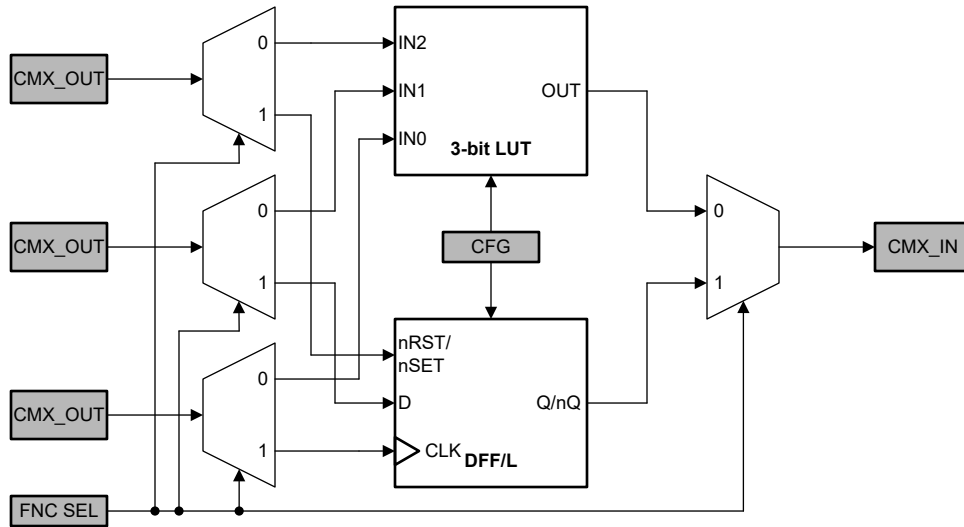 CMX_OUT
0
1
IN2
IN1
IN0
OUT
3-bit LUT
CMX_OUT
0
1
CFG
0
1
CMX_IN
CMX_OUT
0
1
nRST/
nSET
D
CLK
DFF/L
Q/nQ
FNC SEL